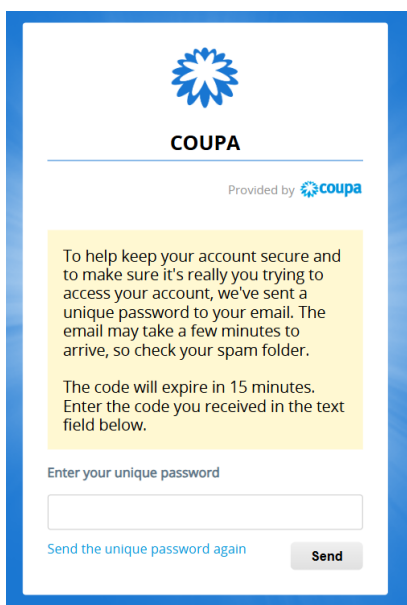 COUPA
Provided by coupa
To help keep your account secure and
to make sure it's really you trying to
access your account, we've sent a
unique password to your email. The
email may take a few minutes to
arrive, so check your spam folder.
The code will expire in 15 minutes.
Enter the code you received in the text
field below.
Enter your unique password
Send the unique password again
Send